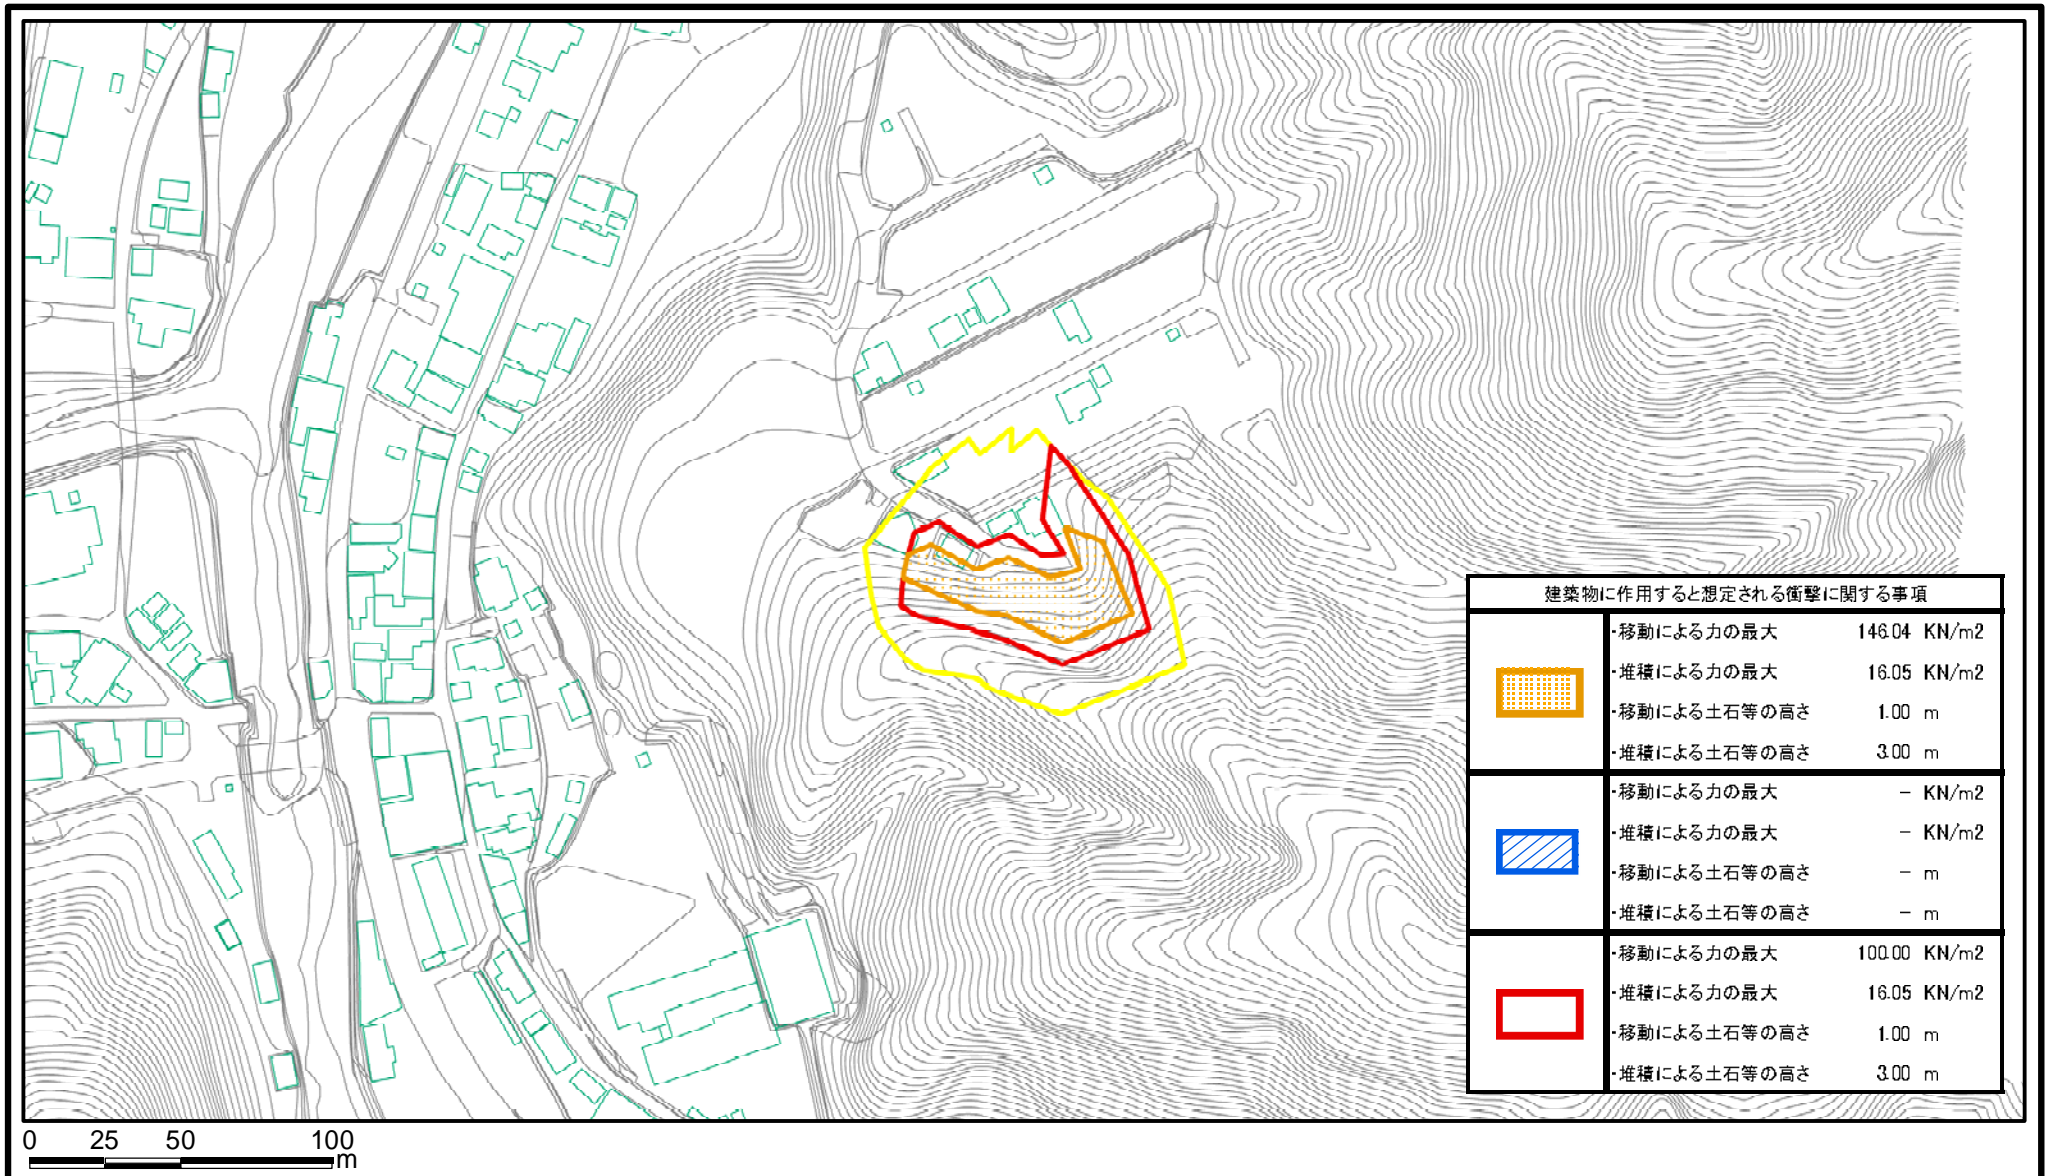 建築物に作用すると想定される衝撃に関する事項
・移動による力の最大 146.04 KN/m2
・堆積による力の最大 16.05 KN/m2
・移動による土石等の高さ 1.00 m
・堆積による土石等の高さ 3.00 m
・移動による力の最大 － KN/m2
・堆積による力の最大 － KN/m2
・移動による土石等の高さ － m
・堆積による土石等の高さ － m
・移動による力の最大 100.00 KN/m2
・堆積による力の最大 16.05 KN/m2
・移動による土石等の高さ 1.00 m
・堆積による土石等の高さ 3.00 m
0 25 50 100
m